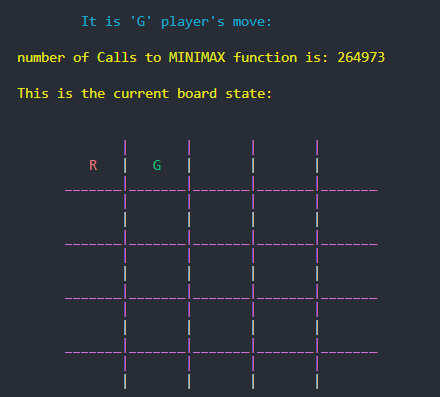 It is 'G' player's move:
number of Calls to MINIMAX function is: 264973
This is the current board state:
R | G | | |